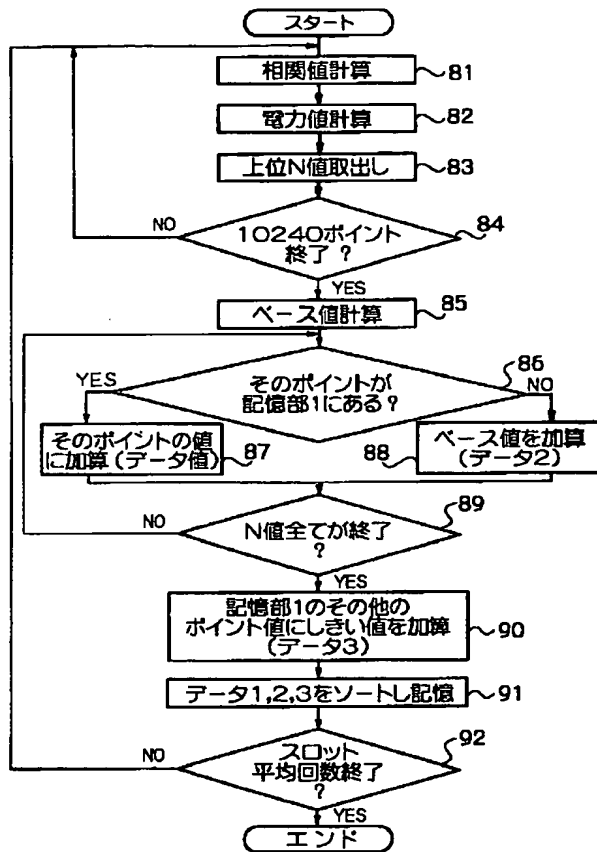 スタート
相関値計算
81
電力値計算
82
上位N値取出し
83
NO
10240ポイント
終了？
84
YES
ベース値計算
85
YES
そのポイントが
記憶部1にある？
86
NO
そのポイントの値
に加算(データ値)
87
ベース値を加算
(データ2)
88
NO
N値全てが終了
？
89
YES
記憶部1のその他の
ポイント値にしきい値を加算
(データ3)
90
データ1,2,3をソートし記憶
91
NO
スロット
平均回数終了
？
92
YES
エンド